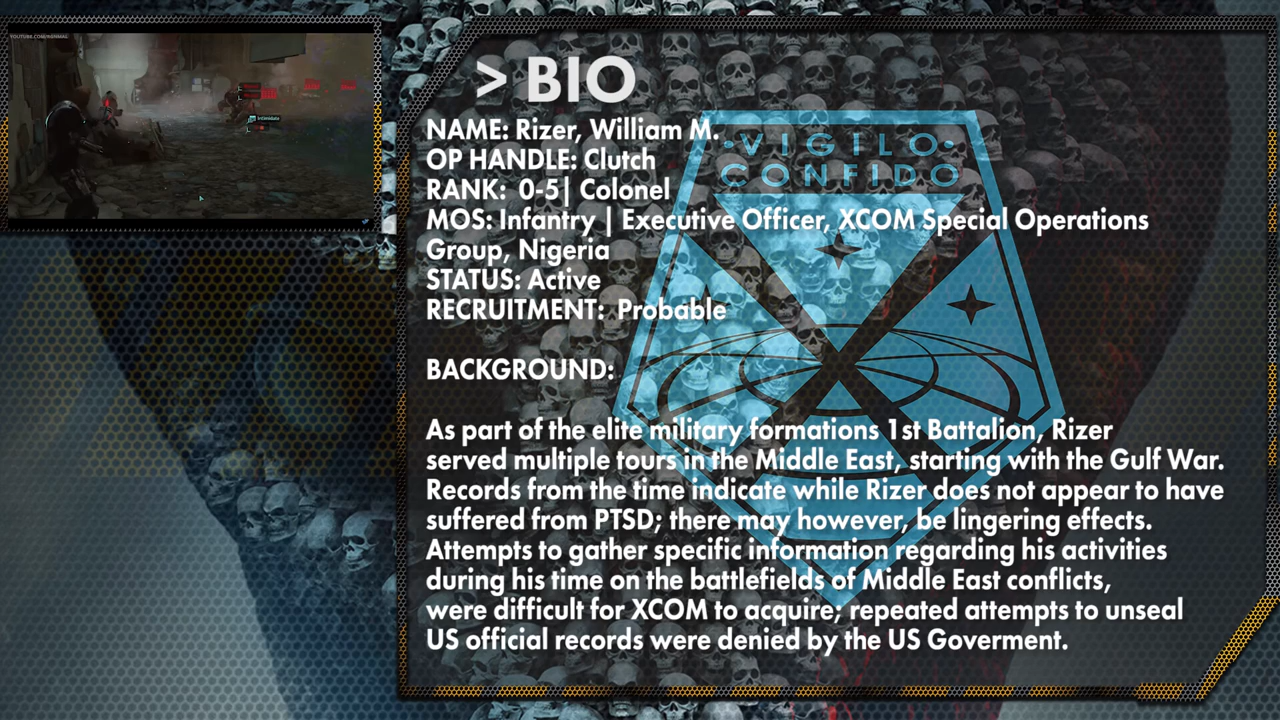 YOUTUBE.COM/XBINMAG
Intimidate
> BIO
·VIGILO·
CONFIDO
NAME: Rizer, William M.
OP HANDLE: Clutch
RANK:  0-5| Colonel
MOS: Infantry | Executive Officer, XCOM Special Operations
Group, Nigeria
STATUS: Active
RECRUITMENT:  Probable
BACKGROUND:
As part of the elite military formations 1st Battalion, Rizer
served multiple tours in the Middle East, starting with the Gulf War.
Records from the time indicate while Rizer does not appear to have
suffered from PTSD; there may however, be lingering effects.
Attempts to gather specific information regarding his activities
during his time on the battlefields of Middle East conflicts,
were difficult for XCOM to acquire; repeated attempts to unseal
US official records were denied by the US Goverment.